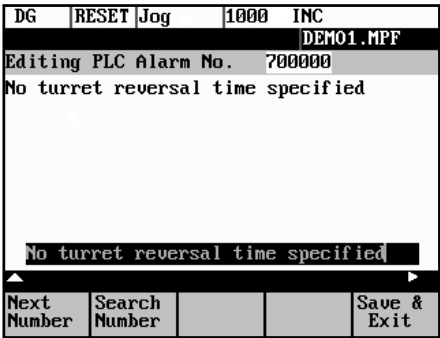 DG RESET Jog 1000 INC
DEMO1.MPF
Editing PLC Alarm No. 700000
No turret reversal time specified
No turret reversal time specified
Next Number Search Number Save & Exit